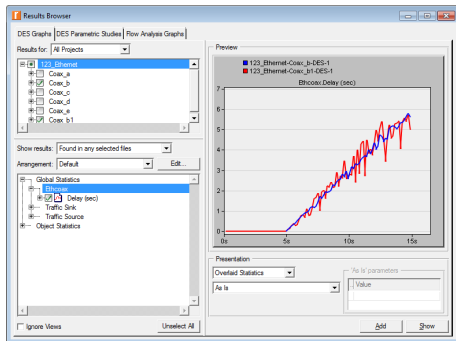 Results Browser
DES Graphs DES Parametric Studies Flow Analysis Graphs
Results for: All Projects
123_Ethernet
Coax_a
Coax_b
Coax_c
Coax_d
Coax_e
Coax_b1
Show results: Found in any selected files
Arrangement: Default Edit...
Global Statistics
Ethcoax
Delay (sec)
Traffic Sink
Traffic Source
Object Statistics
Ignore Views Unselect All
Preview
123_Ethernet-Coax_b-DES-1
123_Ethernet-Coax_b1-DES-1
Ethcoax.Delay (sec)
7
6
5
4
3
2
1
0
0s 5s 10s 15s
Presentation
Overlaid Statistics
As Is
'As Is' parameters
Value
Add Show